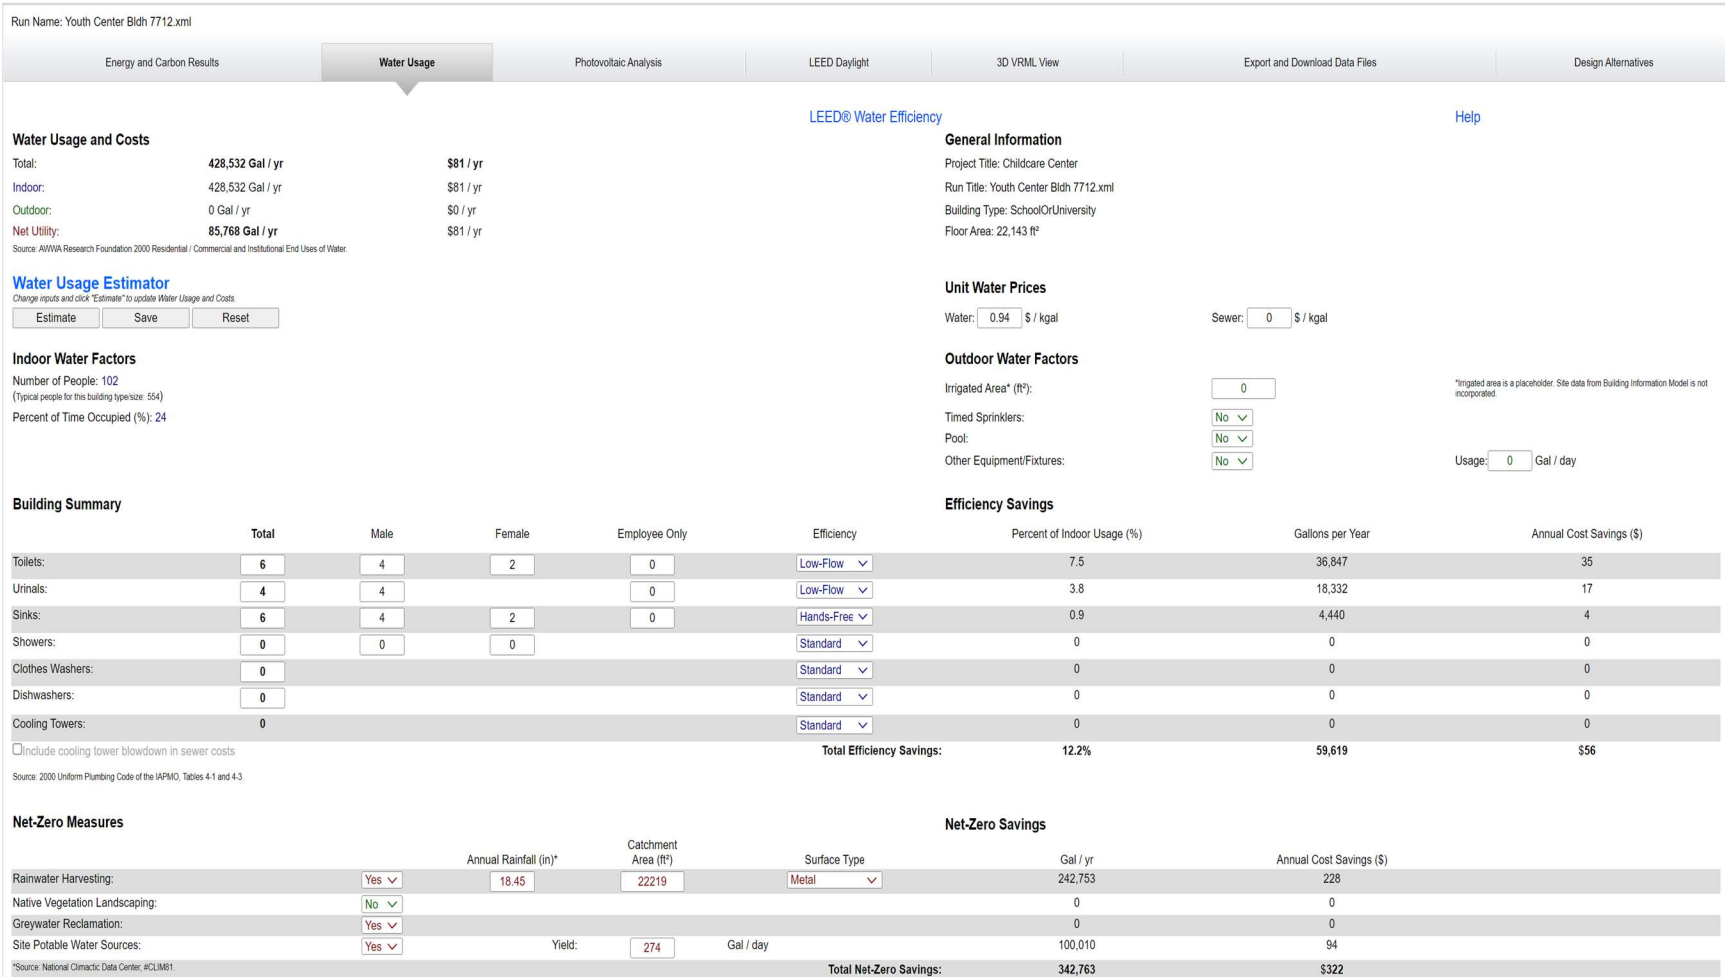 Run Name: Youth Center Bldh 7712.xml
Energy and Carbon Results Water Usage Photovoltaic Analysis LEED Daylight 3D VRML View Export and Download Data Files Design Alternatives
LEED® Water Efficiency Help
Water Usage and Costs General Information
Total: 428,532 Gal / yr $81 / yr Project Title: Childcare Center
Indoor: 428,532 Gal / yr $81 / yr Run Title: Youth Center Bldh 7712.xml
Outdoor: 0 Gal / yr $0 / yr Building Type: SchoolOrUniversity
Net Utility: 85,768 Gal / yr $81 / yr Floor Area: 22,143 ft²
Source: AWWA Research Foundation 2000 Residential / Commercial and Institutional End Uses of Water.
Water Usage Estimator Unit Water Prices
Change inputs and click "Estimate" to update Water Usage and Costs.
Estimate Save Reset Water: 0.94 $ / kgal Sewer: 0 $ / kgal
Indoor Water Factors Outdoor Water Factors
Number of People: 102 Irrigated Area* (ft²): 0 *Irrigated area is a placeholder. Site data from Building Information Model is not
incorporated.
(Typical people for this building type/size: 554)
Percent of Time Occupied (%): 24 Timed Sprinklers: No
Pool: No
Other Equipment/Fixtures: No Usage: 0 Gal / day
Building Summary Efficiency Savings
Total Male Female Employee Only Efficiency Percent of Indoor Usage (%) Gallons per Year Annual Cost Savings ($)
Toilets: 6 4 2 0 Low-Flow 7.5 36,847 35
Urinals: 4 4 0 Low-Flow 3.8 18,332 17
Sinks: 6 4 2 0 Hands-Free 0.9 4,440 4
Showers: 0 0 0 Standard 0 0 0
Clothes Washers: 0 Standard 0 0 0
Dishwashers: 0 Standard 0 0 0
Cooling Towers: 0 Standard 0 0 0
Include cooling tower blowdown in sewer costs Total Efficiency Savings: 12.2% 59,619 $56
Source: 2000 Uniform Plumbing Code of the IAPMO, Tables 4-1 and 4-3.
Net-Zero Measures Net-Zero Savings
Annual Rainfall (in)* Catchment Area (ft²) Surface Type Gal / yr Annual Cost Savings ($)
Rainwater Harvesting: Yes 18.45 22219 Metal 242,753 228
Native Vegetation Landscaping: No 0 0
Greywater Reclamation: Yes 0 0
Site Potable Water Sources: Yes Yield: 274 Gal / day 100,010 94
*Source: National Climactic Data Center, #CLIM81. Total Net-Zero Savings: 342,763 $322